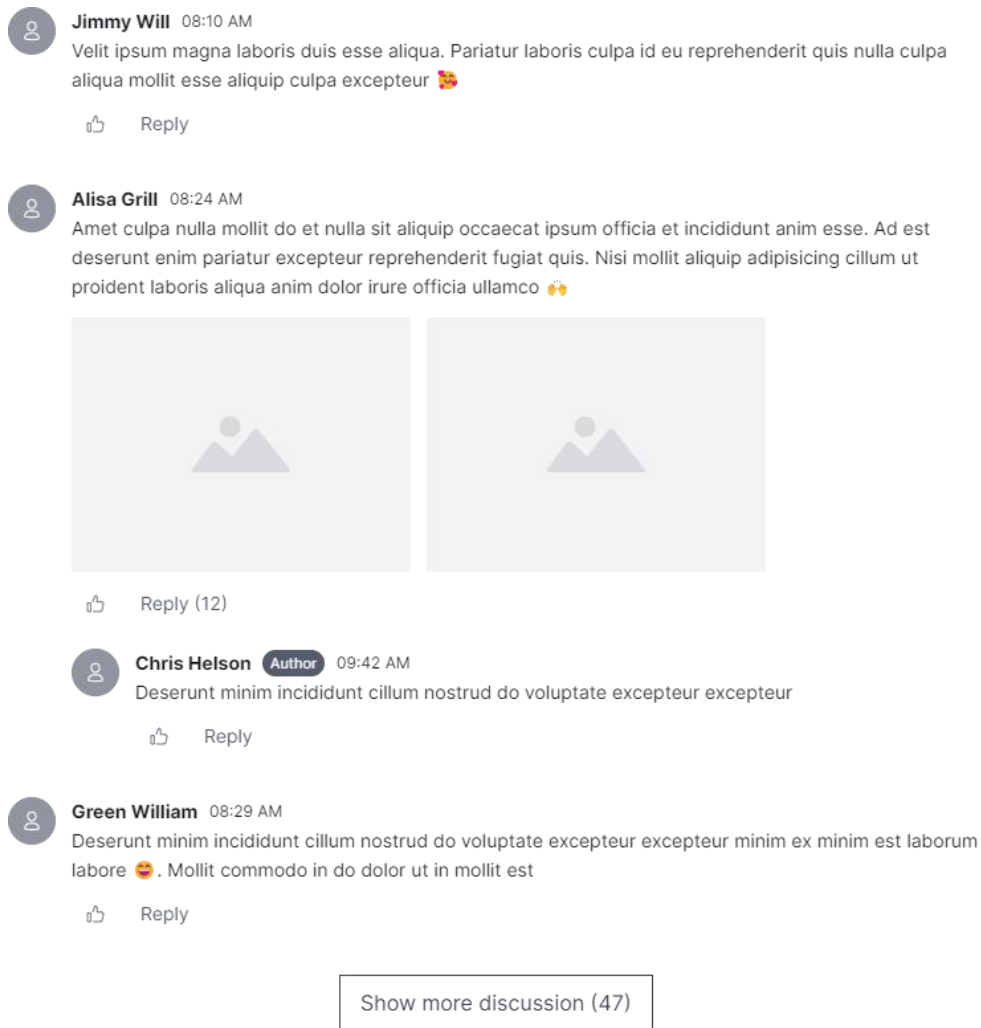 Jimmy Will 08:10 AM
Velit ipsum magna laboris duis esse aliqua. Pariatur laboris culpa id eu reprehenderit quis nulla culpa
aliqua mollit esse aliquip culpa excepteur 🥰
Reply
Alisa Grill 08:24 AM
Amet culpa nulla mollit do et nulla sit aliquip occaecat ipsum officia et incididunt anim esse. Ad est
deserunt enim pariatur excepteur reprehenderit fugiat quis. Nisi mollit aliquip adipisicing cillum ut
proident laboris aliqua anim dolor irure officia ullamco 🙌
Reply (12)
Chris Helson Author 09:42 AM
Deserunt minim incididunt cillum nostrud do voluptate excepteur excepteur
Reply
Green William 08:29 AM
Deserunt minim incididunt cillum nostrud do voluptate excepteur excepteur minim ex minim est laborum
labore 😄. Mollit commodo in do dolor ut in mollit est
Reply
Show more discussion (47)